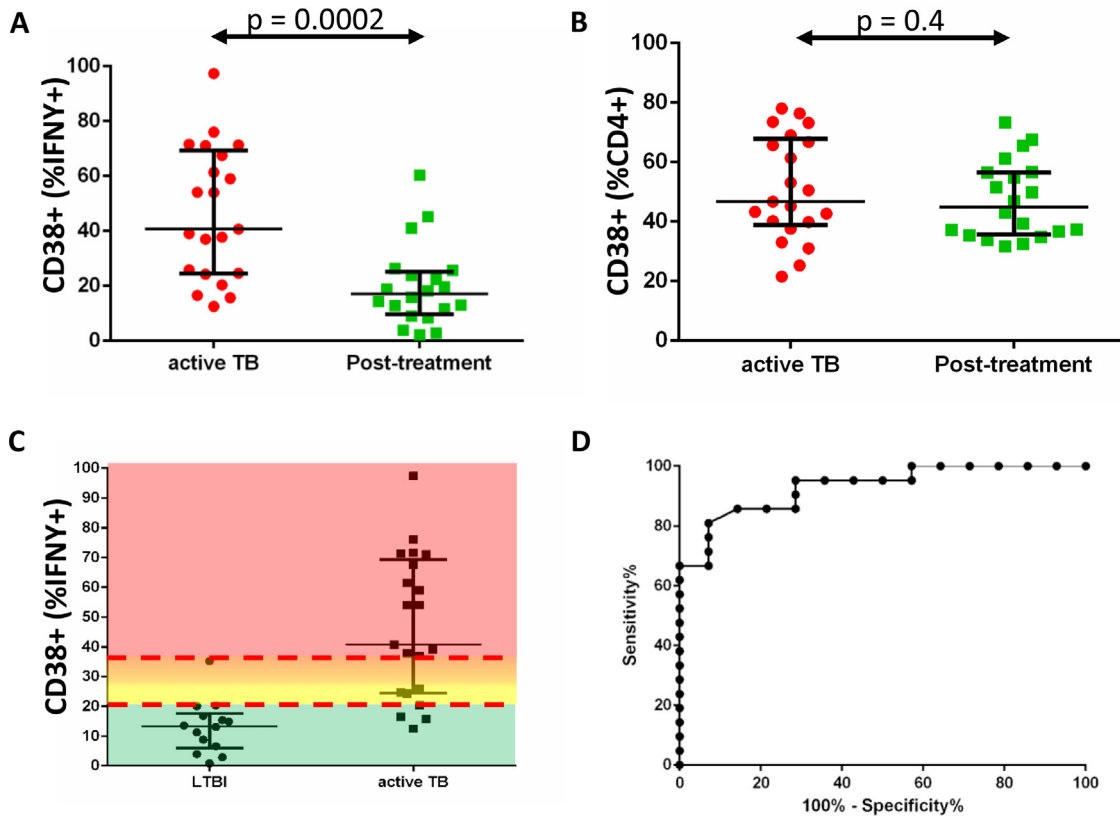 A
p = 0.0002
CD38+ (%IFNY+)
100
80
60
40
20
0
active TB
Post-treatment
B
p = 0.4
CD38+ (%CD4+)
100
80
60
40
20
0
active TB
Post-treatment
C
CD38+ (%IFNY+)
100
90
80
70
60
50
40
30
20
10
0
LTBI
active TB
D
Sensitivity%
100
80
60
40
20
0
0
20
40
60
80
100
100% - Specificity%